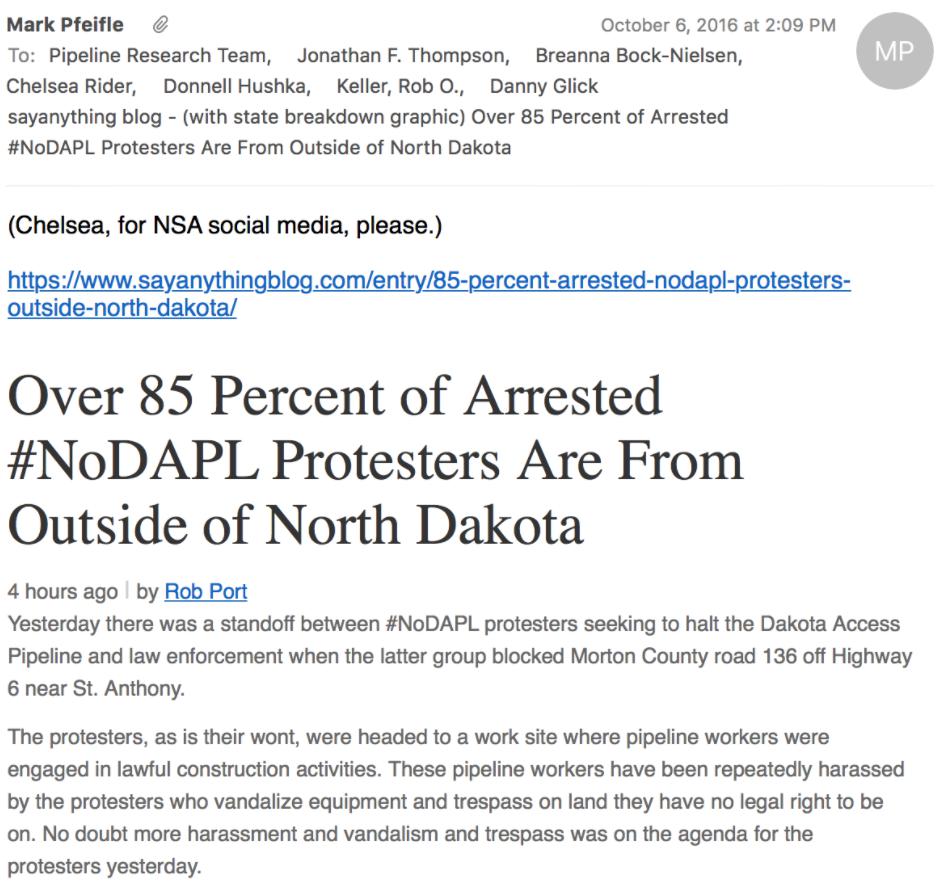 Mark Pfeifle
October 6, 2016 at 2:09 PM
MP
To: Pipeline Research Team, Jonathan F. Thompson, Breanna Bock-Nielsen,
Chelsea Rider, Donnell Hushka, Keller, Rob O., Danny Glick
sayanything blog - (with state breakdown graphic) Over 85 Percent of Arrested
#NoDAPL Protesters Are From Outside of North Dakota
(Chelsea, for NSA social media, please.)
https://www.sayanythingblog.com/entry/85-percent-arrested-nodapl-protesters-
outside-north-dakota/
Over 85 Percent of Arrested
#NoDAPL Protesters Are From
Outside of North Dakota
4 hours ago | by Rob Port
Yesterday there was a standoff between #NoDAPL protesters seeking to halt the Dakota Access
Pipeline and law enforcement when the latter group blocked Morton County road 136 off Highway
6 near St. Anthony.
The protesters, as is their wont, were headed to a work site where pipeline workers were
engaged in lawful construction activities. These pipeline workers have been repeatedly harassed
by the protesters who vandalize equipment and trespass on land they have no legal right to be
on. No doubt more harassment and vandalism and trespass was on the agenda for the
protesters yesterday.